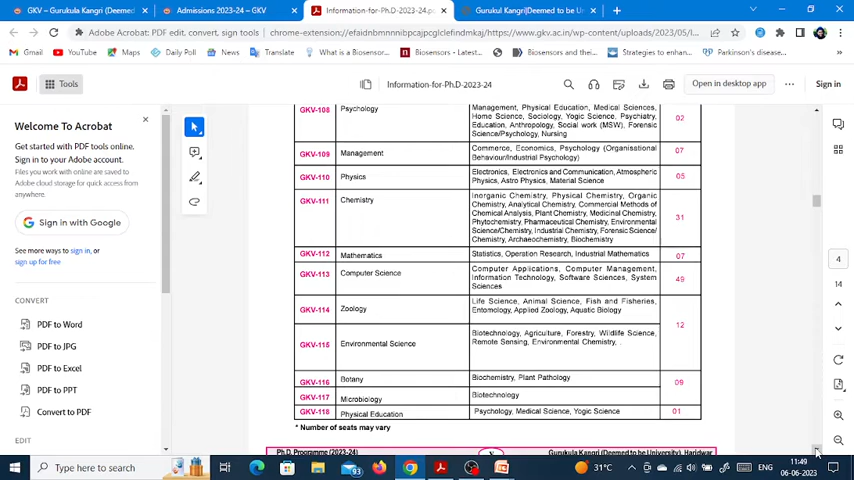 GKV – Gurukula Kangri (Deemed
Admissions 2023-24 – GKV
Information-for-Ph.D-2023-24.p
Gurukul Kangri|Deemed to be Un
Adobe Acrobat: PDF edit, convert, sign tools
chrome-extension://efaidnbmnnnibpcajpcglclefindmkaj/https://www.gkv.ac.in/wp-content/uploads/2023/05/I
Gmail
YouTube
Maps
Daily Poll
News
Translate
What is a Biosensor
Biosensors - Micro
Biosensors and thei
Strategies to enhan
Parkinson's disease
Tools
Information-for-Ph.D-2023-24
Open in desktop app
Sign in
Welcome To Acrobat
Get started with PDF tools online.
Sign in to your Adobe account.
Files you work with online are saved to
Adobe cloud storage for quick access from
anywhere.
Sign in with Google
See more ways to sign in, or
sign up for free
CONVERT
PDF to Word
PDF to JPG
PDF to Excel
PDF to PPT
Convert to PDF
EDIT
GKV-108 Psychology Management, Physical Education, Medical Sciences,
Home Science, Sociology, Yogic Science, Psychiatry,
Education, Anthropology, Social work (MSW), Forensic
Science/Psychology, Nursing
02
GKV-109 Management Commerce, Economics, Psychology (Organisational
Behaviour/Industrial Psychology)
07
GKV-110 Physics Electronics, Electronics and Communication, Atmospheric
Physics, Astro Physics, Material Science
05
GKV-111 Chemistry Inorganic Chemistry, Physical Chemistry, Organic
Chemistry, Analytical Chemistry, Commercial Methods of
Chemical Analysis, Plant Chemistry, Medicinal Chemistry,
Phytochemistry, Pharmaceutical Chemistry, Environmental
Science/Chemistry, Industrial Chemistry, Forensic Science/
Chemistry, Archaeochemistry, Biochemistry
31
GKV-112 Mathematics Statistics, Operation Research, Industrial Mathematics 07
GKV-113 Computer Science Computer Applications, Computer Management,
Information Technology, Software Sciences, System
Sciences
49
GKV-114 Zoology Life Science, Animal Science, Fish and Fisheries,
Entomology, Applied Zoology, Aquatic Biology
12
GKV-115 Environmental Science Biotechnology, Agriculture, Forestry, Wildlife Science,
Remote Sensing, Environmental Chemistry, .
GKV-116 Botany Biochemistry, Plant Pathology 09
GKV-117 Microbiology Biotechnology
GKV-118 Physical Education Psychology, Medical Science, Yogic Science 01
* Number of seats may vary
Ph.D. Programme (2023-24) Gurukula Kangri (Deemed to be University), Haridwar
4
14
Type here to search
93
31°C
ENG
11:49
06-06-2023